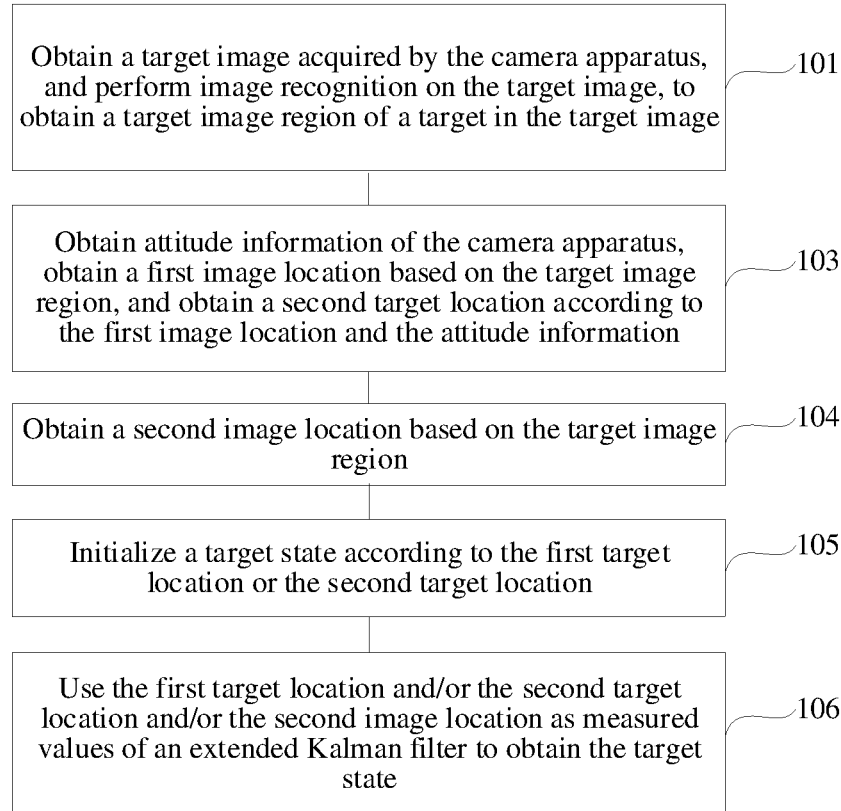 Obtain a target image acquired by the camera apparatus,
and perform image recognition on the target image, to
obtain a target image region of a target in the target image
101
Obtain attitude information of the camera apparatus,
obtain a first image location based on the target image
region, and obtain a second target location according to
the first image location and the attitude information
103
Obtain a second image location based on the target image
region
104
Initialize a target state according to the first target
location or the second target location
105
Use the first target location and/or the second target
location and/or the second image location as measured
values of an extended Kalman filter to obtain the target
state
106